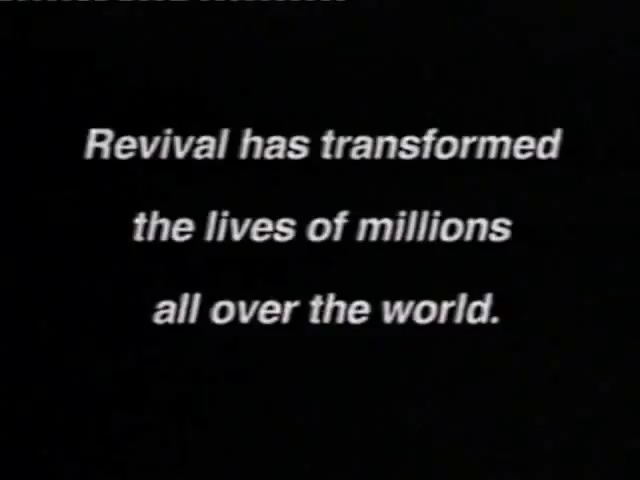 Revival has transformed
the lives of millions
all over the world.